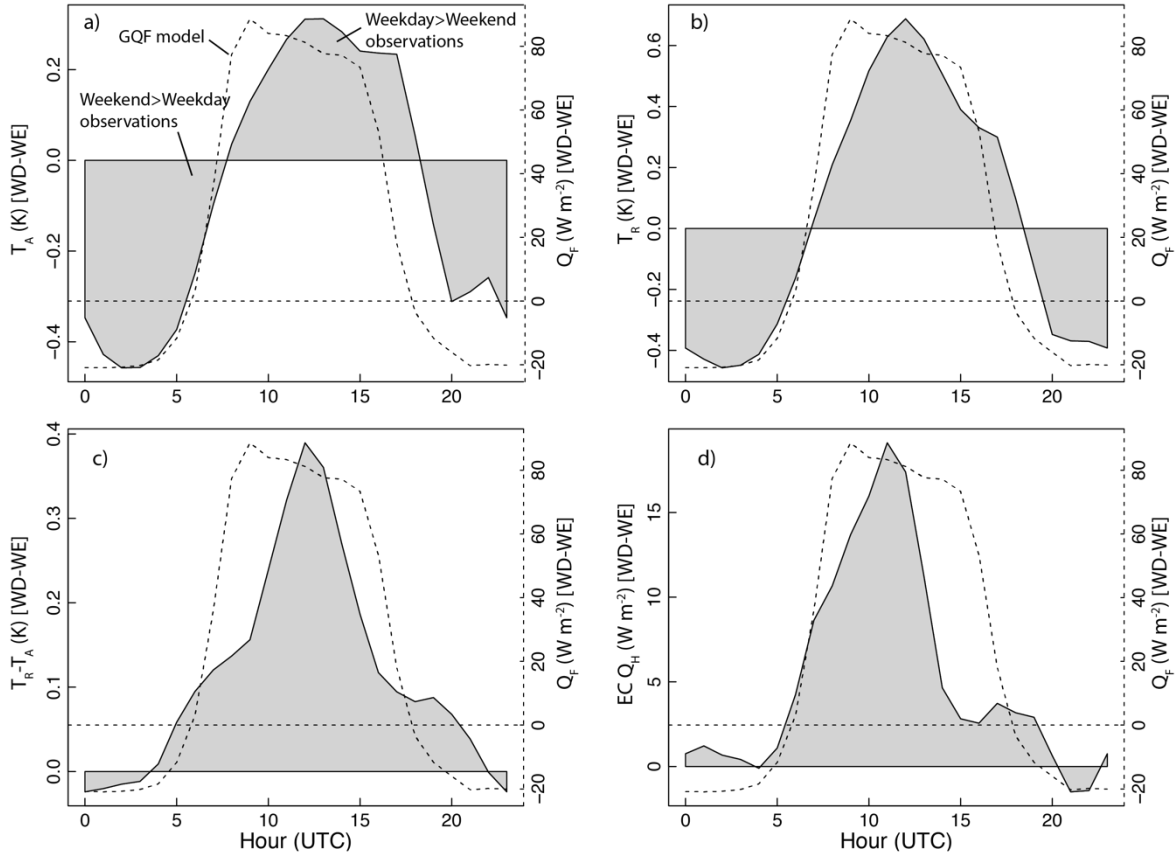 a)
GQF model
Weekday>Weekend
observations
Weekend>Weekday
observations
T_A (K) [WD-WE]
0.2
0.0
−0.2
−0.4
Q_F (W m⁻²) [WD-WE]
80
60
40
20
0
−20
0 5 10 15 20
b)
T_R (K) [WD-WE]
0.6
0.4
0.2
0.0
−0.2
−0.4
Q_F (W m⁻²) [WD-WE]
80
60
40
20
0
−20
0 5 10 15 20
c)
T_R-T_A (K) [WD-WE]
0.4
0.3
0.2
0.1
0.0
Q_F (W m⁻²) [WD-WE]
80
60
40
20
0
−20
0 5 10 15 20
Hour (UTC)
d)
EC Q_H (W m⁻²) [WD-WE]
15
10
5
0
Q_F (W m⁻²) [WD-WE]
80
60
40
20
0
−20
0 5 10 15 20
Hour (UTC)